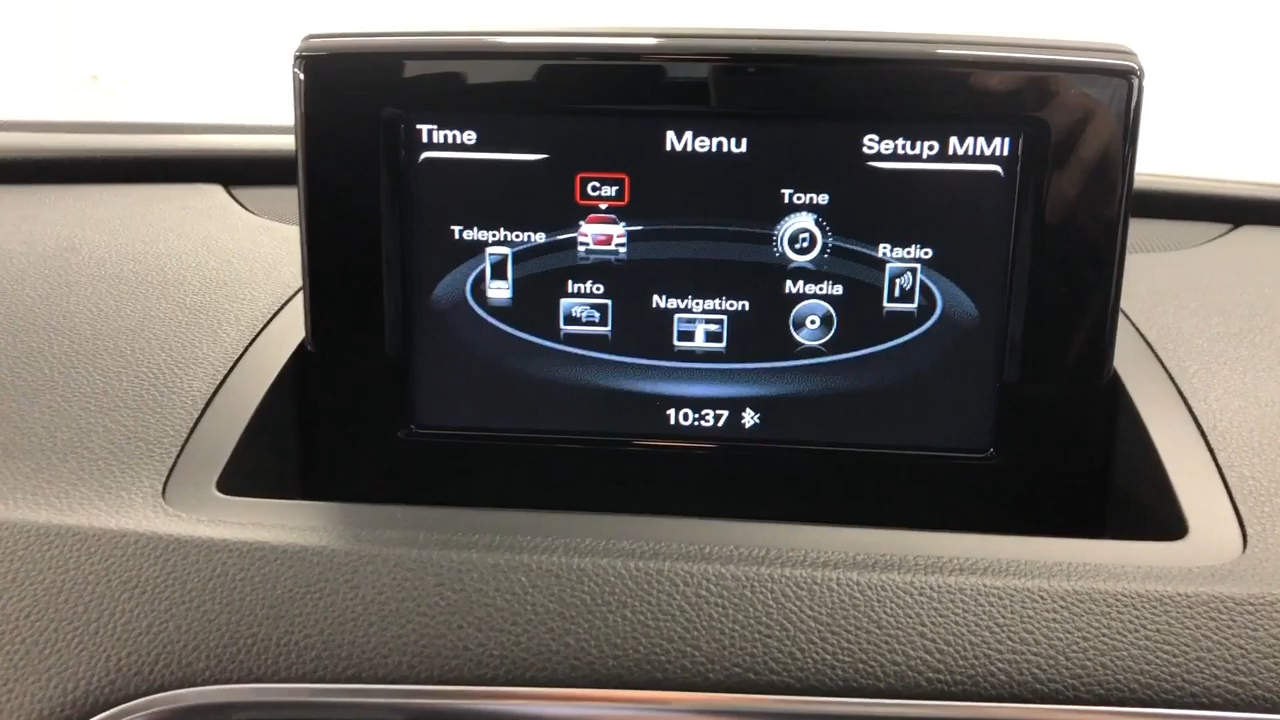 Time
Menu
Setup MMI
Car
Tone
Telephone
Radio
Info
Navigation
Media
10:37